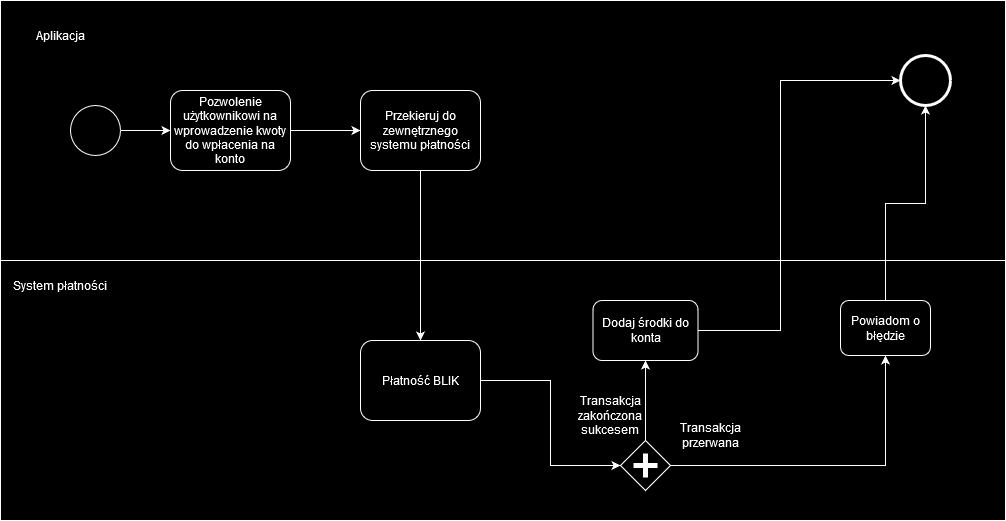 Aplikacja
Pozwolenie
użytkownikowi na
wprowadzenie kwoty
do wpłacenia na
konto
Przekieruj do
zewnętrznego
systemu płatności
System płatności
Płatność BLIK
Dodaj środki do
konta
Powiadom o
błędzie
Transakcja
zakończona
sukcesem
Transakcja
przerwana